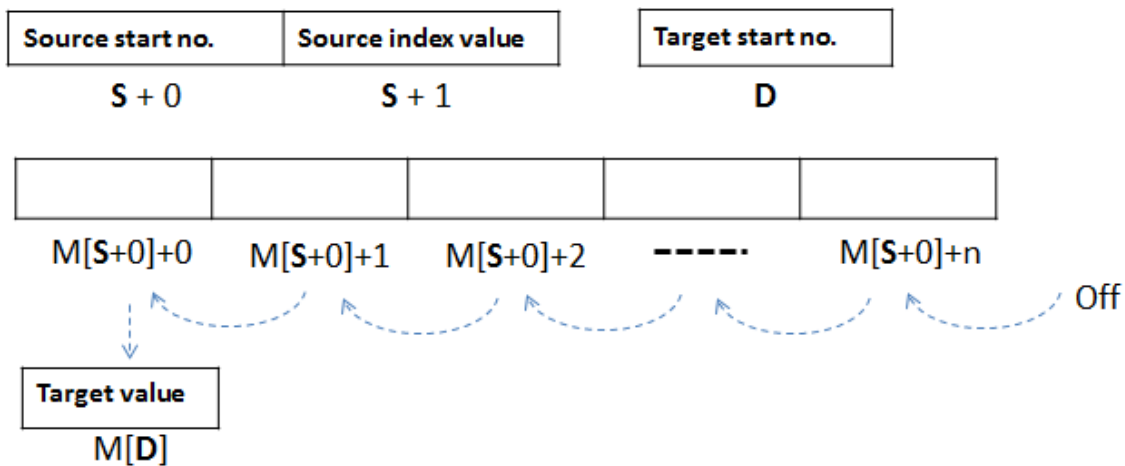 Source start no. Source index value Target start no.
S + 0 S + 1 D
M[S+0]+0 M[S+0]+1 M[S+0]+2 ----- M[S+0]+n
Off
Target value
M[D]